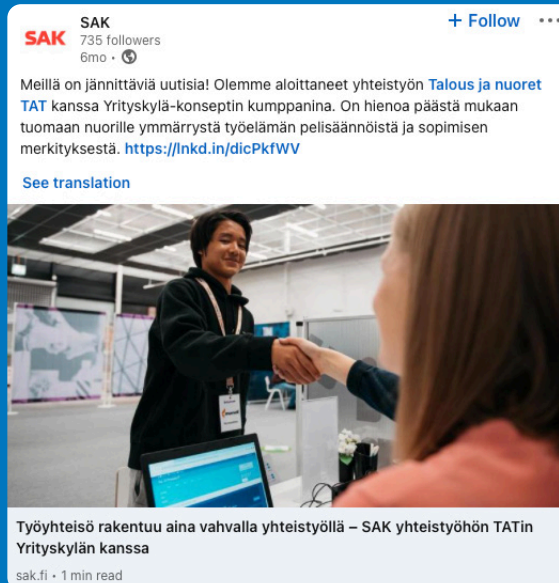 SAK
SAK
+ Follow
735 followers
6mo •
Meillä on jännittäviä uutisia! Olemme aloittaneet yhteistyön Talous ja nuoret
TAT kanssa Yrityskylä-konseptin kumppanina. On hienoa päästä mukaan
tuomaan nuorille ymmärrystä työelämän pelisäännöistä ja sopimisen
merkityksestä. https://lnkd.in/dicPkfWV
See translation
Työyhteisö rakentuu aina vahvalla yhteistyöllä – SAK yhteistyöhön TATin
Yrityskylän kanssa
sak.fi • 1 min read